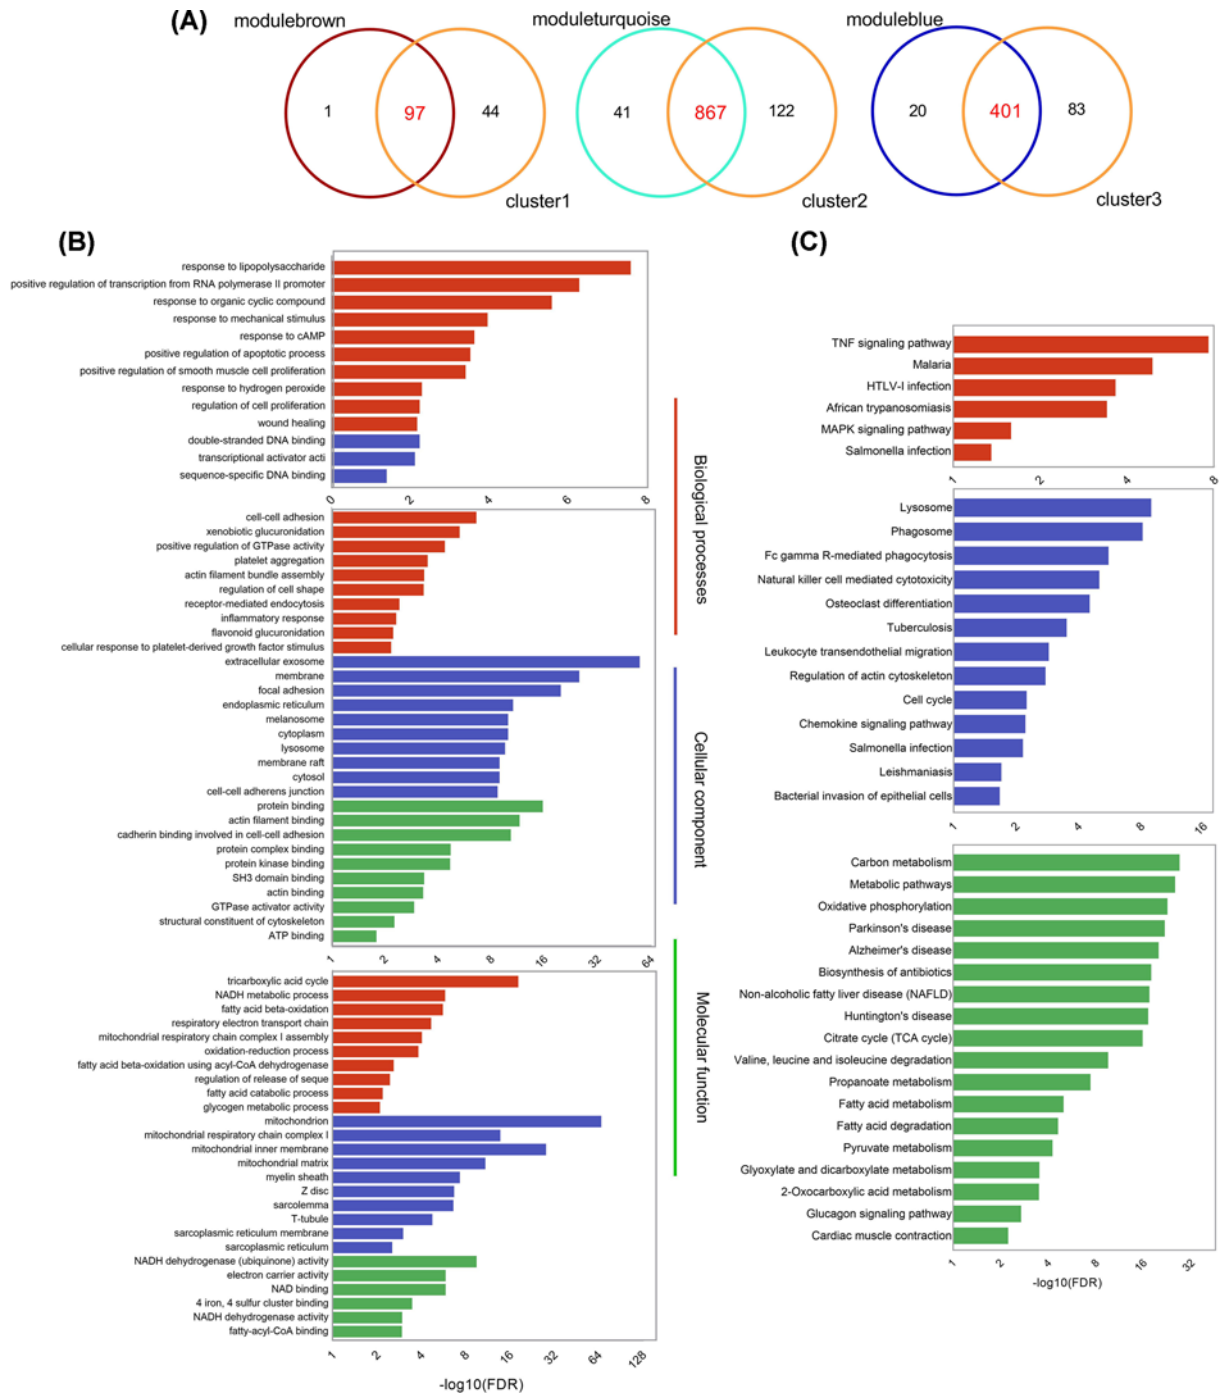 (A)
modulebrown
moduleturquoise
moduleblue
1
97
44
41
867
122
20
401
83
cluster1
cluster2
cluster3
(B)
response to lipopolysaccharide
positive regulation of transcription from RNA polymerase II promoter
response to organic cyclic compound
response to mechanical stimulus
response to cAMP
positive regulation of apoptotic process
positive regulation of smooth muscle cell proliferation
response to hydrogen peroxide
regulation of cell proliferation
wound healing
double-stranded DNA binding
transcriptional activator acti
sequence-specific DNA binding
0
2
4
6
8
cell-cell adhesion
xenobiotic glucuronidation
positive regulation of GTPase activity
platelet aggregation
actin filament bundle assembly
regulation of cell shape
receptor-mediated endocytosis
inflammatory response
flavonoid glucuronidation
cellular response to platelet-derived growth factor stimulus
extracellular exosome
membrane
focal adhesion
endoplasmic reticulum
melanosome
cytoplasm
lysosome
membrane raft
cytosol
cell-cell adherens junction
protein binding
actin filament binding
cadherin binding involved in cell-cell adhesion
protein complex binding
protein kinase binding
SH3 domain binding
actin binding
GTPase activator activity
structural constituent of cytoskeleton
ATP binding
1
2
4
8
16
32
64
tricarboxylic acid cycle
NADH metabolic process
fatty acid beta-oxidation
respiratory electron transport chain
mitochondrial respiratory chain complex I assembly
oxidation-reduction process
fatty acid beta-oxidation using acyl-CoA dehydrogenase
regulation of release of seque
fatty acid catabolic process
glycogen metabolic process
mitochondrion
mitochondrial respiratory chain complex I
mitochondrial inner membrane
mitochondrial matrix
myelin sheath
Z disc
sarcolemma
T-tubule
sarcoplasmic reticulum membrane
sarcoplasmic reticulum
NADH dehydrogenase (ubiquinone) activity
electron carrier activity
NAD binding
4 iron, 4 sulfur cluster binding
NADH dehydrogenase activity
fatty-acyl-CoA binding
1
2
4
8
16
32
64
128
-log10(FDR)
Biological processes
Cellular component
Molecular function
(C)
TNF signaling pathway
Malaria
HTLV-I infection
African trypanosomiasis
MAPK signaling pathway
Salmonella infection
1
2
4
8
Lysosome
Phagosome
Fc gamma R-mediated phagocytosis
Natural killer cell mediated cytotoxicity
Osteoclast differentiation
Tuberculosis
Leukocyte transendothelial migration
Regulation of actin cytoskeleton
Cell cycle
Chemokine signaling pathway
Salmonella infection
Leishmaniasis
Bacterial invasion of epithelial cells
1
2
4
8
16
Carbon metabolism
Metabolic pathways
Oxidative phosphorylation
Parkinson's disease
Alzheimer's disease
Biosynthesis of antibiotics
Non-alcoholic fatty liver disease (NAFLD)
Huntington's disease
Citrate cycle (TCA cycle)
Valine, leucine and isoleucine degradation
Propanoate metabolism
Fatty acid metabolism
Fatty acid degradation
Pyruvate metabolism
Glyoxylate and dicarboxylate metabolism
2-Oxocarboxylic acid metabolism
Glucagon signaling pathway
Cardiac muscle contraction
1
2
4
8
16
32
-log10(FDR)